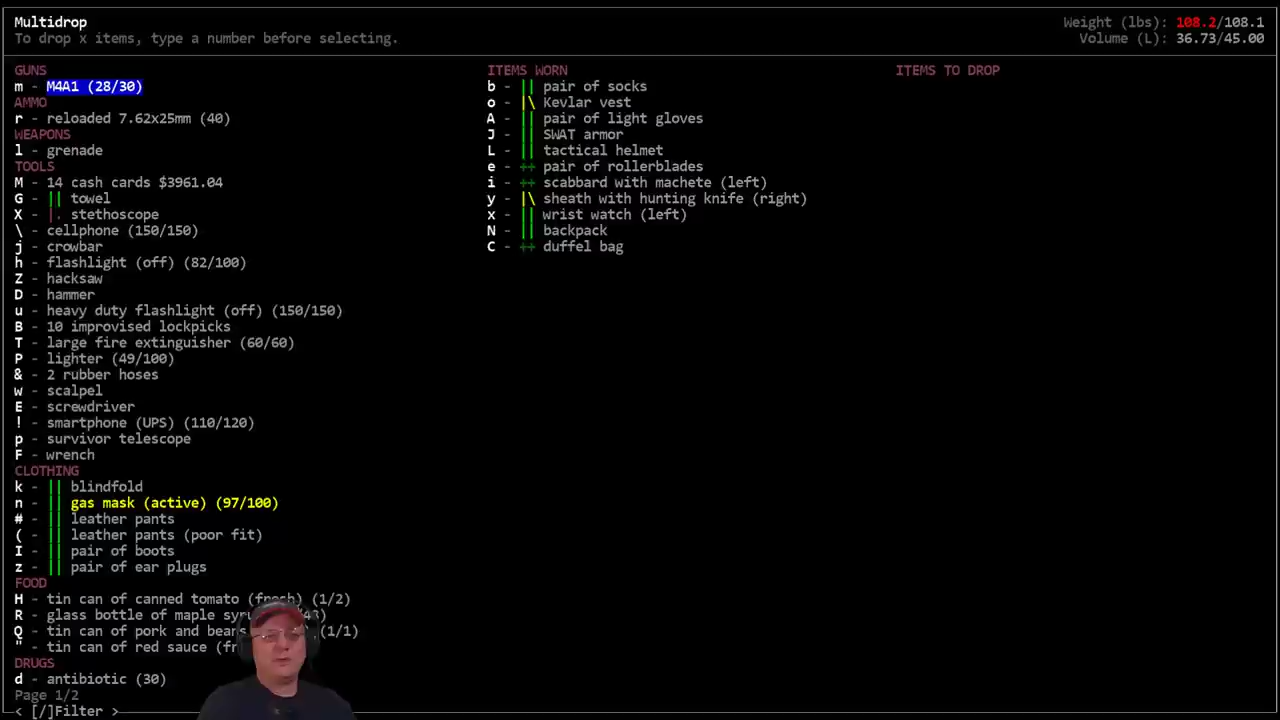 Multidrop
Weight (lbs): 108.2/108.1
To drop x items, type a number before selecting.
Volume (L): 36.73/45.00
GUNS
m - M4A1 (28/30)
AMMO
r - reloaded 7.62x25mm (40)
WEAPONS
l - grenade
TOOLS
M - 14 cash cards $3961.04
G - || towel
X - |. stethoscope
\ - cellphone (150/150)
j - crowbar
h - flashlight (off) (82/100)
Z - hacksaw
D - hammer
u - heavy duty flashlight (off) (150/150)
B - 10 improvised lockpicks
T - large fire extinguisher (60/60)
P - lighter (49/100)
& - 2 rubber hoses
w - scalpel
E - screwdriver
! - smartphone (UPS) (110/120)
p - survivor telescope
F - wrench
CLOTHING
k - || blindfold
n - || gas mask (active) (97/100)
# - || leather pants
( - || leather pants (poor fit)
I - || pair of boots
z - || pair of ear plugs
FOOD
H - tin can of canned tomato (fresh) (1/2)
R - glass bottle of maple
Q - tin can of pork and beans (1/1)
" - tin can of red sauce
DRUGS
d - antibiotic (30)
Page 1/2
< [/]Filter >
ITEMS WORN
b - || pair of socks
o - |\ Kevlar vest
A - || pair of light gloves
J - || SWAT armor
L - || tactical helmet
e - ++ pair of rollerblades
i - ++ scabbard with machete (left)
y - |\ sheath with hunting knife (right)
x - || wrist watch (left)
N - || backpack
C - ++ duffel bag
ITEMS TO DROP